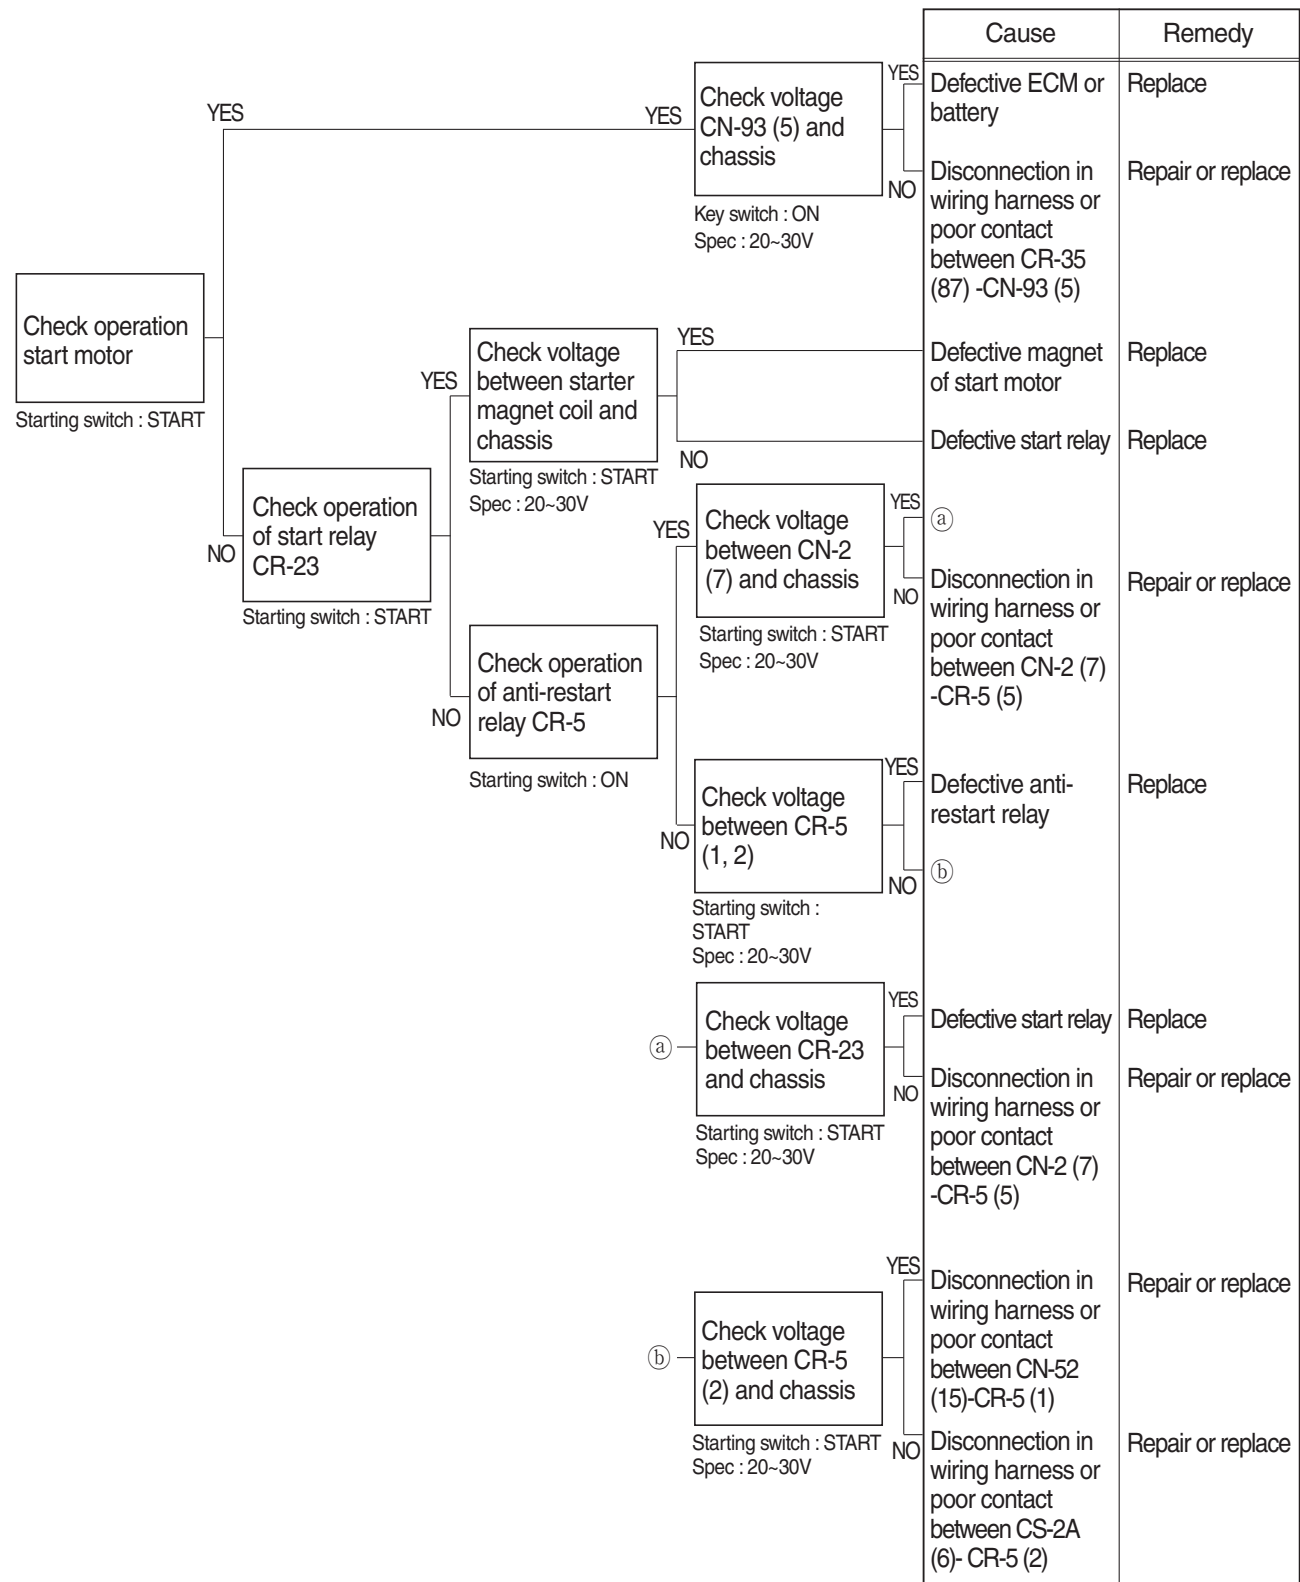 Cause
Remedy
YES
YES
Check voltage
CN-93 (5) and
chassis
Key switch : ON
Spec : 20~30V
YES
Defective ECM or
battery
Replace
NO
Disconnection in
wiring harness or
poor contact
between CR-35
(87) -CN-93 (5)
Repair or replace
Check operation
start motor
Starting switch : START
YES
Check voltage
between starter
magnet coil and
chassis
Starting switch : START
Spec : 20~30V
YES
Defective magnet
of start motor
Replace
NO
Defective start relay
Replace
NO
Check operation
of start relay
CR-23
Starting switch : START
YES
Check voltage
between CN-2
(7) and chassis
Starting switch : START
Spec : 20~30V
YES
ⓐ
NO
Disconnection in
wiring harness or
poor contact
between CN-2 (7)
-CR-5 (5)
Repair or replace
NO
Check operation
of anti-restart
relay CR-5
Starting switch : ON
NO
Check voltage
between CR-5
(1, 2)
Starting switch :
START
Spec : 20~30V
YES
Defective anti-
restart relay
Replace
NO
ⓑ
ⓐ
Check voltage
between CR-23
and chassis
Starting switch : START
Spec : 20~30V
YES
Defective start relay
Replace
NO
Disconnection in
wiring harness or
poor contact
between CN-2 (7)
-CR-5 (5)
Repair or replace
ⓑ
Check voltage
between CR-5
(2) and chassis
Starting switch : START
Spec : 20~30V
YES
Disconnection in
wiring harness or
poor contact
between CN-52
(15)-CR-5 (1)
Repair or replace
NO
Disconnection in
wiring harness or
poor contact
between CS-2A
(6)- CR-5 (2)
Repair or replace